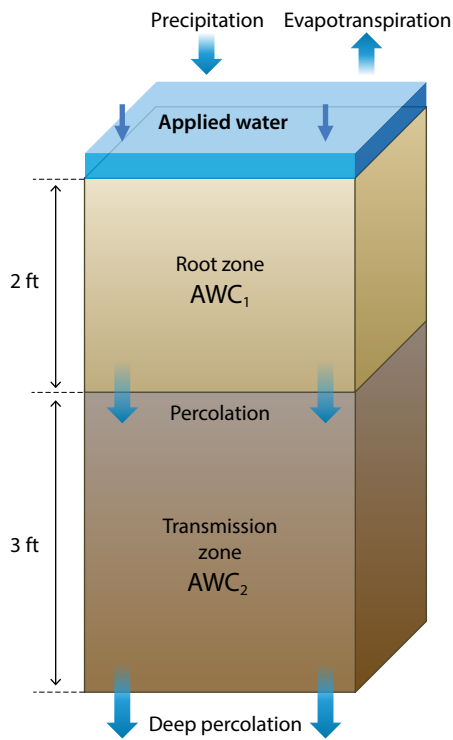 Precipitation
Evapotranspiration
Applied water
2 ft
Root zone
AWC₁
Percolation
3 ft
Transmission
zone
AWC₂
Deep percolation